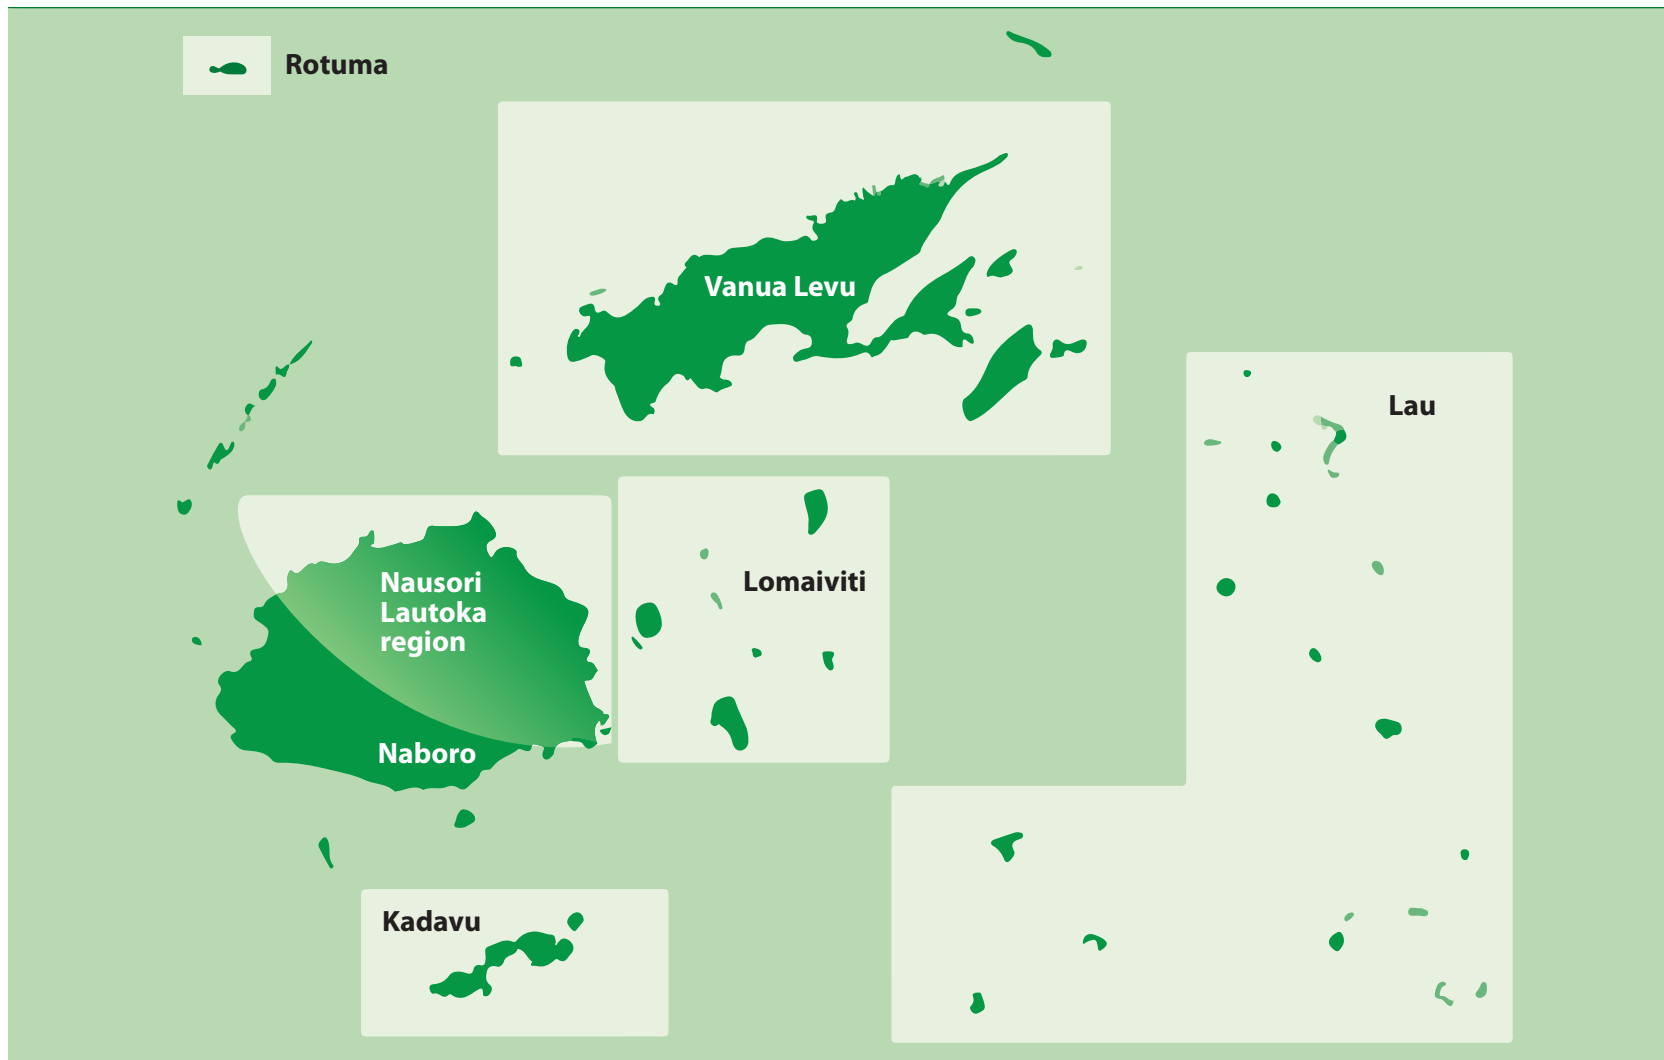 Rotuma
Vanua Levu
Lau
Nausori
Lautoka
region
Lomaiviti
Naboro
Kadavu